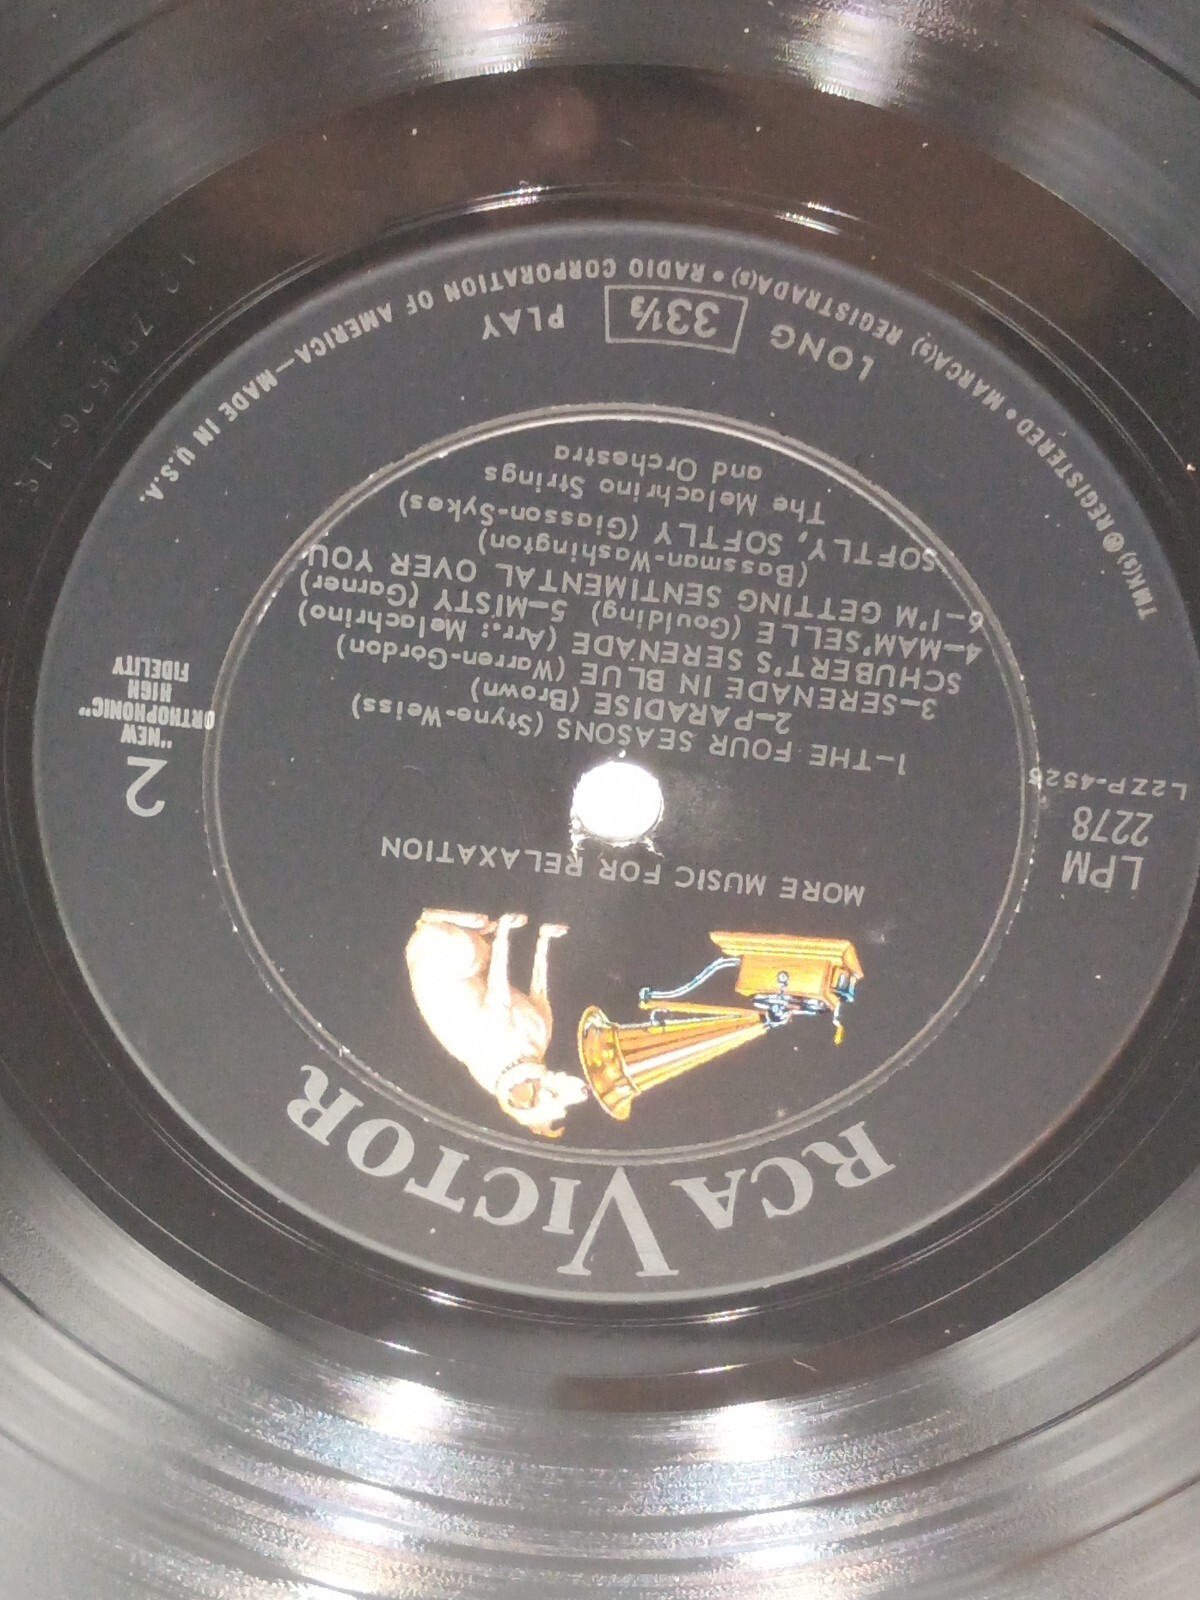 RCA VICTOR
MORE MUSIC FOR RELAXATION
LPM
2278
L2ZP-4526
2
"NEW
ORTHOPHONIC"
HIGH
FIDELITY
1—THE FOUR SEASONS (Styne-Weiss)
2—PARADISE (Brown)
3—SERENADE IN BLUE (Warren-Gordon)
SCHUBERT'S SERENADE (Arr.: Melachrino)
4—MAM'SELLE (Goulding) 5—MISTY (Garner)
6—I'M GETTING SENTIMENTAL OVER YOU
(Bassman-Washington)
SOFTLY, SOFTLY (Giasson-Sykes)
The Melachrino Strings
and Orchestra
LONG 33⅓ PLAY
TMK(s) ® REGISTERED • MARCA(s) REGISTRADA(s) • RADIO CORPORATION OF AMERICA—MADE IN U.S.A.